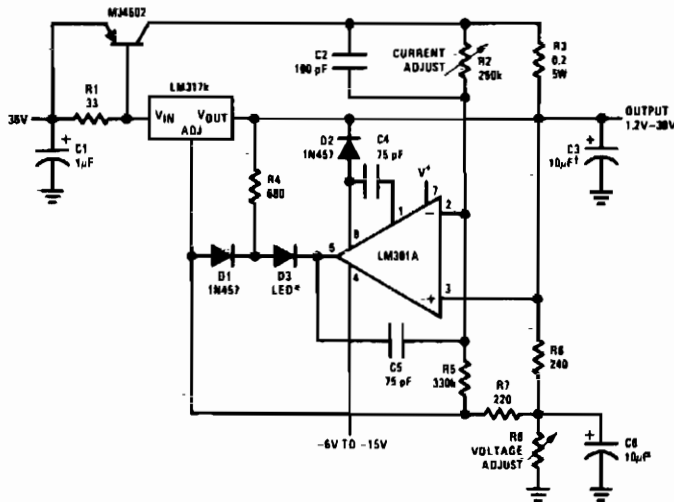 MJ4502
C2
100 pF
CURRENT
ADJUST
R2
250k
R3
0.2
5W
35V
R1
33
LM317k
VIN
VOUT
ADJ
OUTPUT
1.2V–30V
C1
1μF
D2
1N457
C4
75 pF
V+
7
C3
10μF†
R4
680
8
1
2
6
LM301A
D1
1N457
D3
LED*
4
3
C5
75 pF
R5
330k
R6
240
R7
220
-6V TO -15V
R8
VOLTAGE
ADJUST
C6